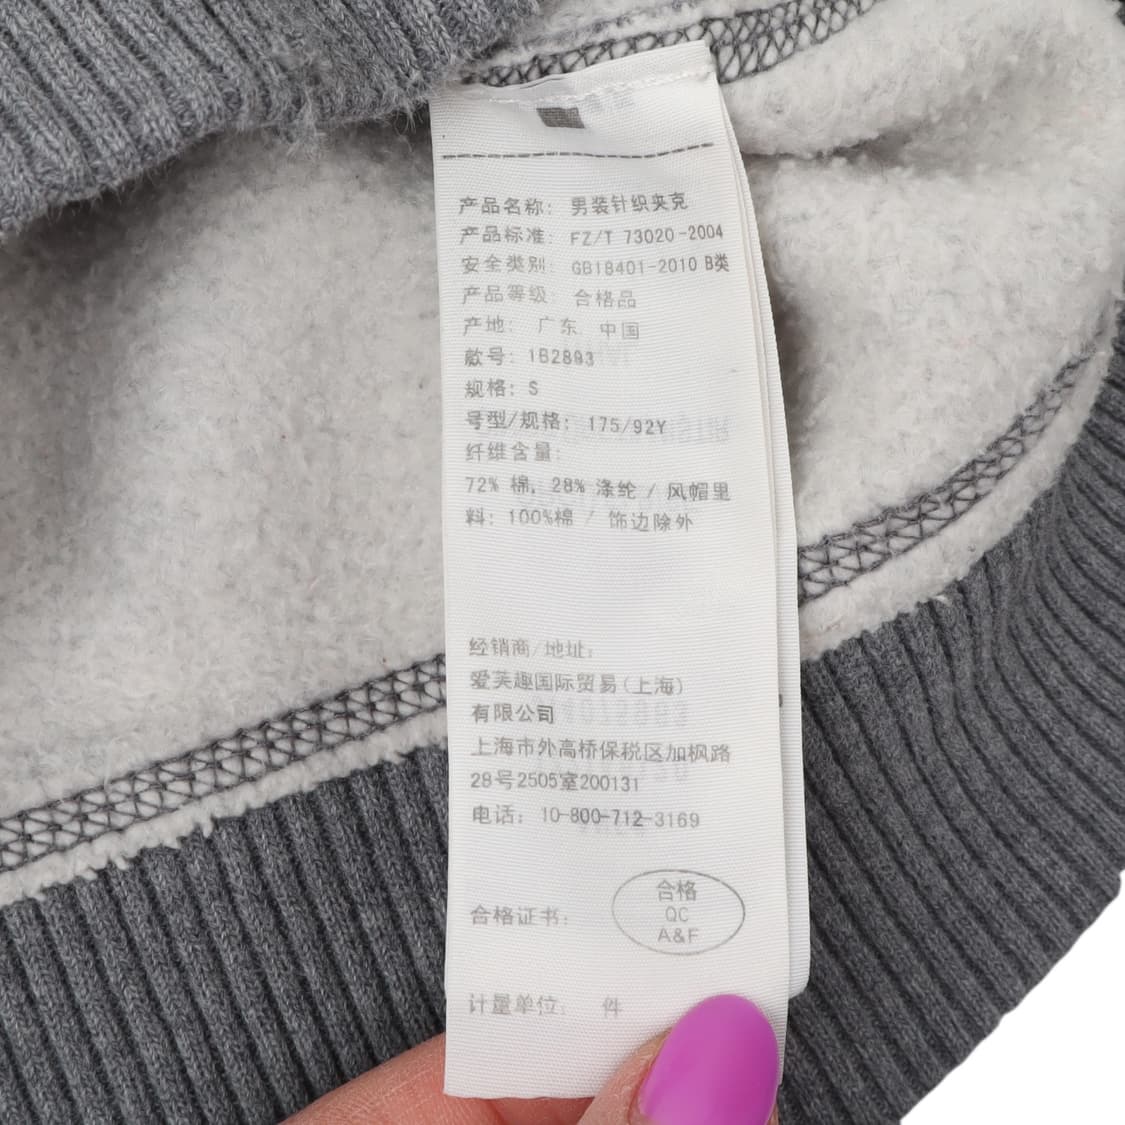 产品名称: 男装针织夹克
产品标准: FZ/T 73020-2004
安全类别: GB18401-2010 B类
产品等级: 合格品
产地: 广东 中国
款号: 1B2893
规格: S
号型/规格: 175/92Y
纤维含量:
72% 棉, 28% 涤纶 / 风帽里
料: 100%棉 / 饰边除外
经销商/地址:
爱芙趣国际贸易(上海)
有限公司
上海市外高桥保税区加枫路
28号2505室200131
电话: 10-800-712-3169
合格
QC
合格证书:
A&F
计量单位: 件